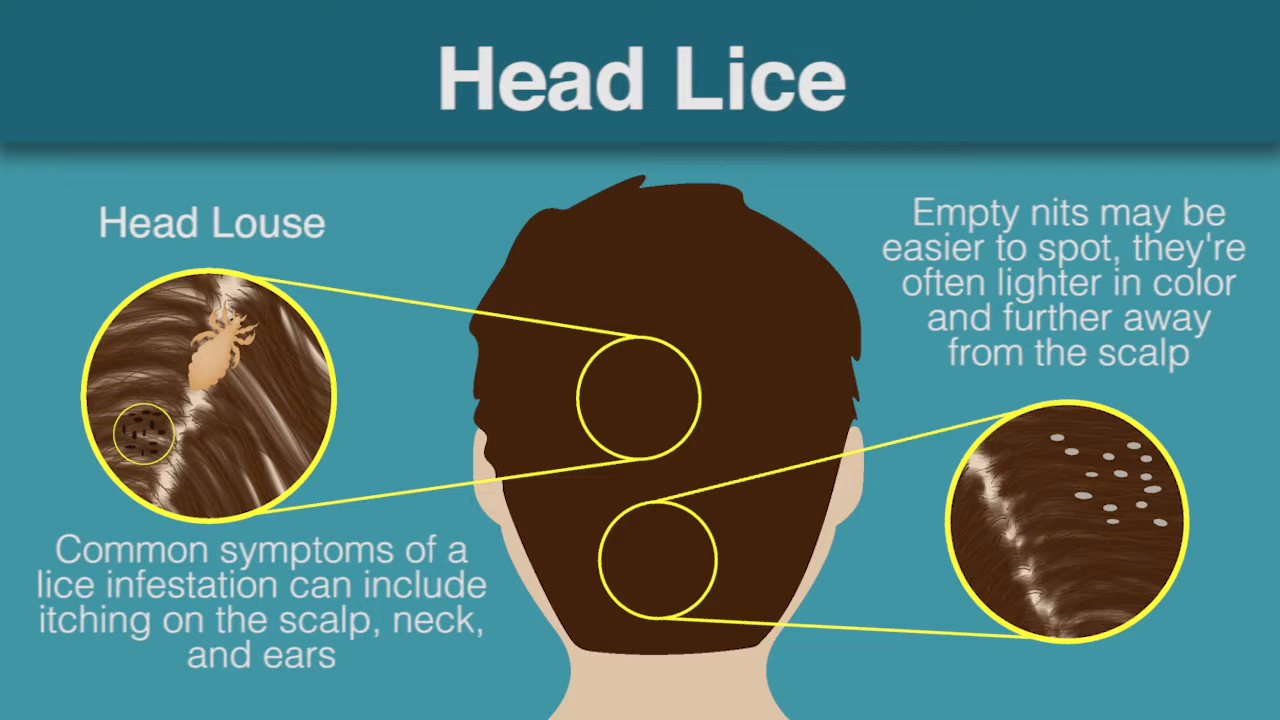 Head Lice
Head Louse
Common symptoms of a
lice infestation can include
itching on the scalp, neck,
and ears
Empty nits may be
easier to spot, they're
often lighter in color
and further away
from the scalp